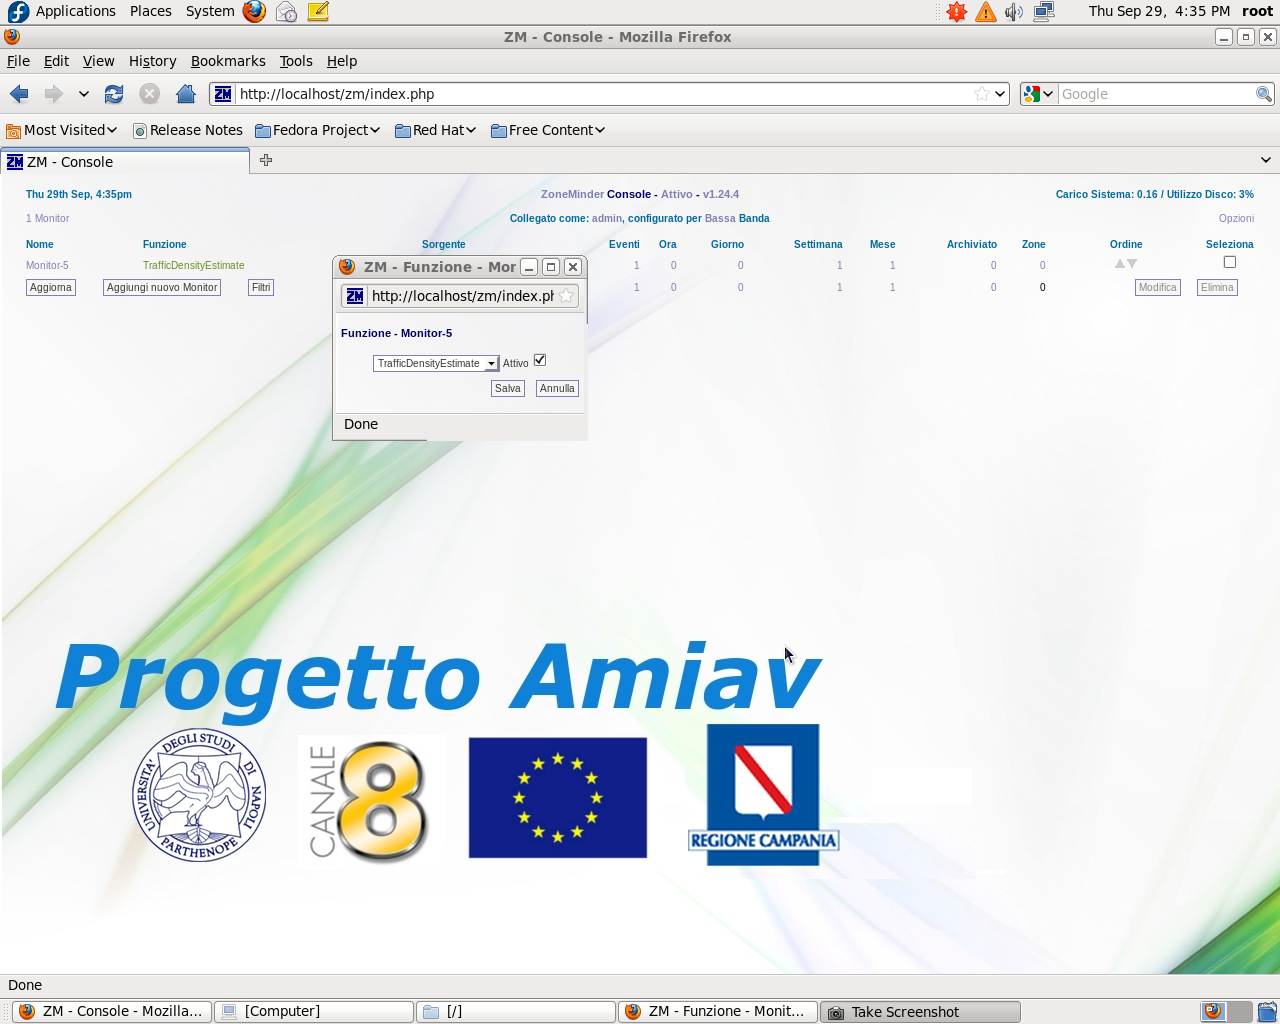 Applications Places System Thu Sep 29, 4:35 PM root
ZM - Console - Mozilla Firefox
File Edit View History Bookmarks Tools Help
http://localhost/zm/index.php Google
Most Visited Release Notes Fedora Project Red Hat Free Content
ZM ZM - Console
Thu 29th Sep, 4:35pm ZoneMinder Console - Attivo - v1.24.4 Carico Sistema: 0.16 / Utilizzo Disco: 3%
1 Monitor Collegato come: admin, configurato per Bassa Banda Opzioni
Nome Funzione Sorgente Eventi Ora Giorno Settimana Mese Archiviato Zone Ordine Seleziona
Monitor-5 TrafficDensityEstimate 1 0 0 1 1 0 0
Aggiorna Aggiungi nuovo Monitor Filtri 1 0 0 1 1 0 0 Modifica Elimina
ZM - Funzione - Mor
ZM http://localhost/zm/index.ph
Funzione - Monitor-5
TrafficDensityEstimate Attivo
Salva Annulla
Done
Progetto Amiav
UNIVERSITA' DEGLI STUDI DI NAPOLI PARTHENOPE
CANALE 8
REGIONE CAMPANIA
Done
ZM - Console - Mozilla... [Computer] [/] ZM - Funzione - Monit... Take Screenshot